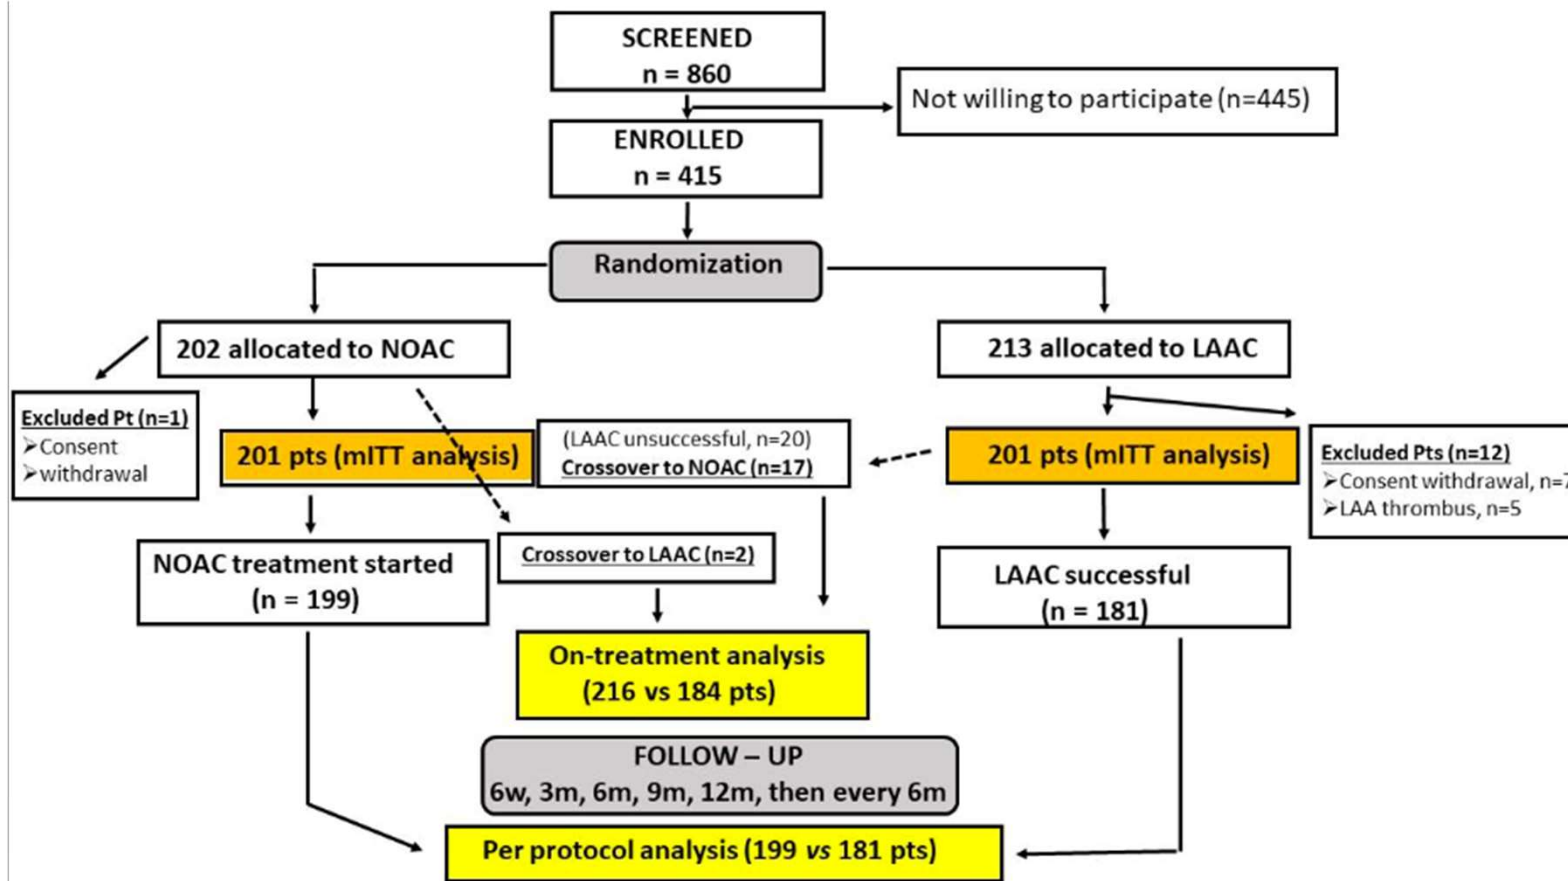 SCREENED
n = 860
Not willing to participate (n=445)
ENROLLED
n = 415
Randomization
202 allocated to NOAC
213 allocated to LAAC
Excluded Pt (n=1)
➢Consent
➢withdrawal
201 pts (mITT analysis)
(LAAC unsuccessful, n=20)
Crossover to NOAC (n=17)
201 pts (mITT analysis)
Excluded Pts (n=12)
➢Consent withdrawal, n=7
➢LAA thrombus, n=5
NOAC treatment started
(n = 199)
Crossover to LAAC (n=2)
LAAC successful
(n = 181)
On-treatment analysis
(216 vs 184 pts)
FOLLOW – UP
6w, 3m, 6m, 9m, 12m, then every 6m
Per protocol analysis (199 vs 181 pts)